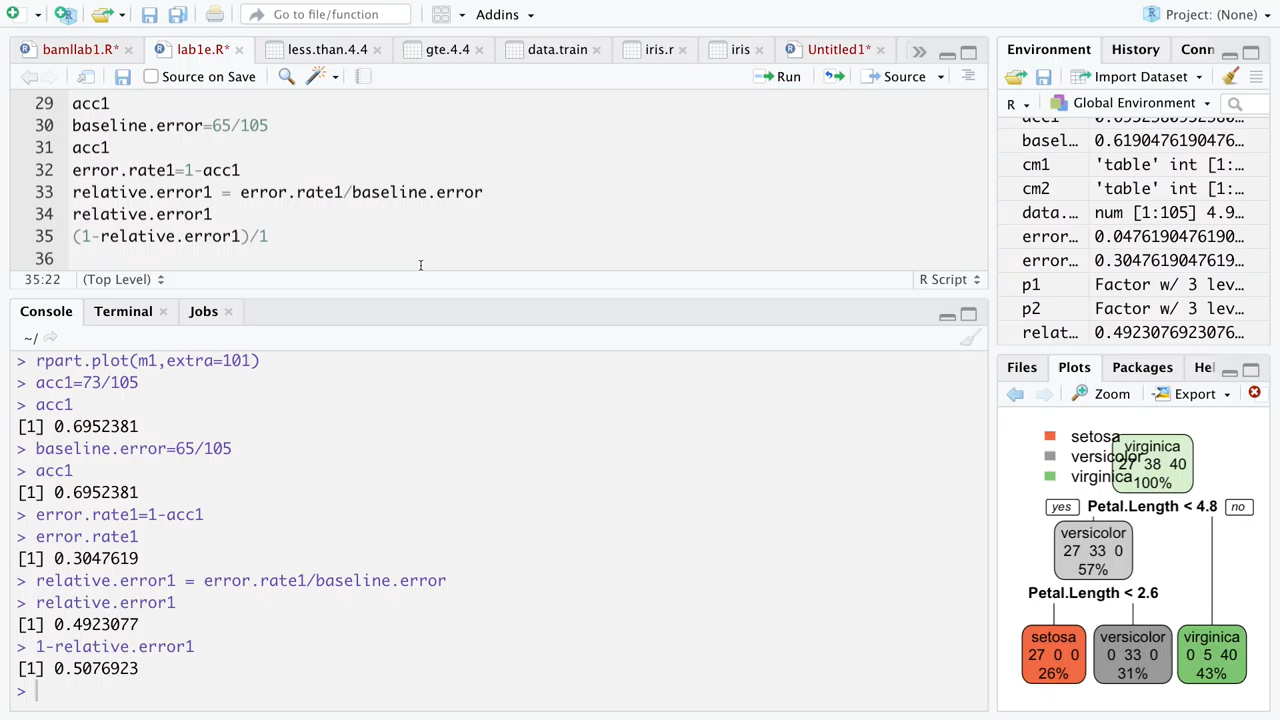 Go to file/function
Addins
Project: (None)
bamllab1.R*
lab1e.R*
less.than.4.4
gte.4.4
data.train
iris.r
iris
Untitled1*
Source on Save
Run
Source
29 acc1
30 baseline.error=65/105
31 acc1
32 error.rate1=1-acc1
33 relative.error1 = error.rate1/baseline.error
34 relative.error1
35 (1-relative.error1)/1
36
35:22
(Top Level)
R Script
Console
Terminal
Jobs
~/
> rpart.plot(m1,extra=101)
> acc1=73/105
> acc1
[1] 0.6952381
> baseline.error=65/105
> acc1
[1] 0.6952381
> error.rate1=1-acc1
> error.rate1
[1] 0.3047619
> relative.error1 = error.rate1/baseline.error
> relative.error1
[1] 0.4923077
> 1-relative.error1
[1] 0.5076923
>
Environment
History
Conn
Import Dataset
R
Global Environment
basel… 0.6190476190476…
cm1 'table' int [1:…
cm2 'table' int [1:…
data.… num [1:105] 4.9…
error… 0.0476190476190…
error… 0.3047619047619…
p1 Factor w/ 3 lev…
p2 Factor w/ 3 lev…
relat… 0.4923076923076…
Files
Plots
Packages
Hel
Zoom
Export
setosa
versicolor
virginica
virginica
27 38 40
100%
yes
Petal.Length < 4.8
no
versicolor
27 33 0
57%
Petal.Length < 2.6
setosa
27 0 0
26%
versicolor
0 33 0
31%
virginica
0 5 40
43%